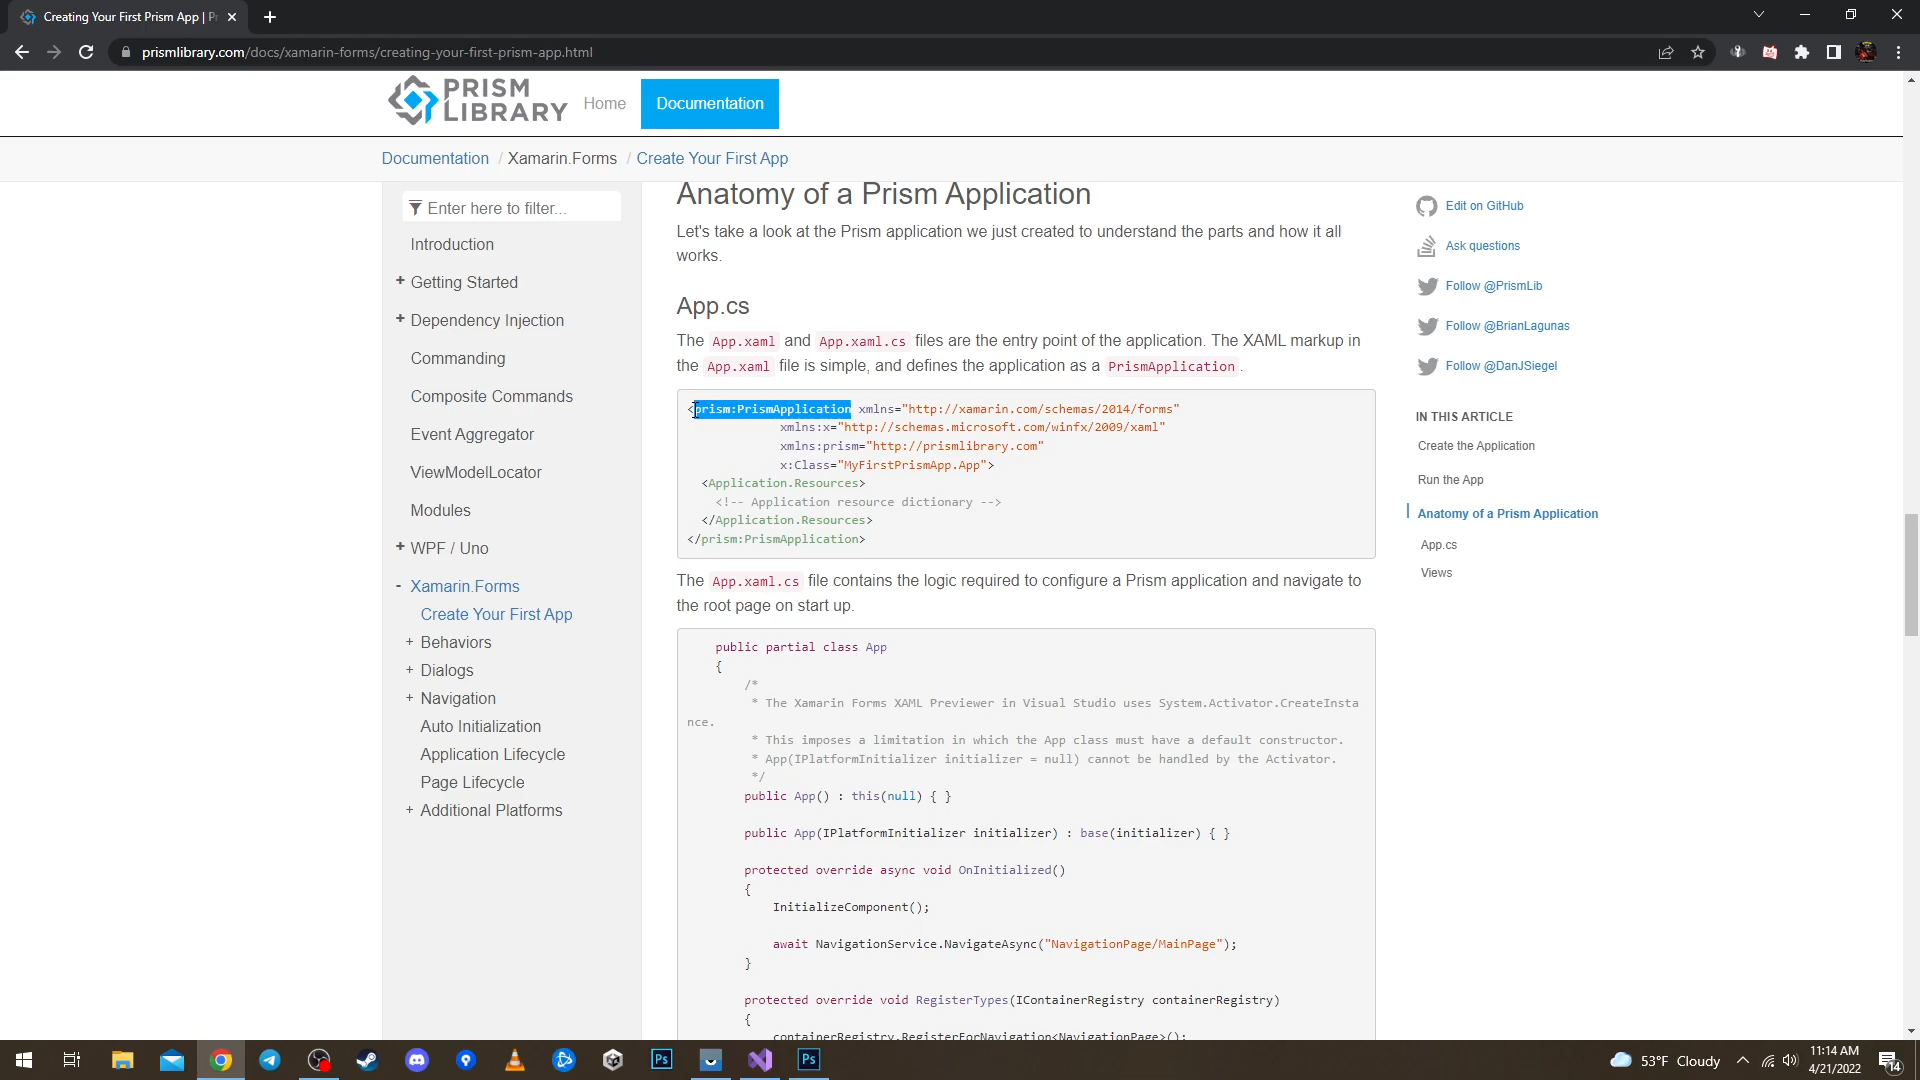 Creating Your First Prism App | Pr
prismlibrary.com/docs/xamarin-forms/creating-your-first-prism-app.html
PRISM
LIBRARY
Home
Documentation
Documentation / Xamarin.Forms / Create Your First App
Enter here to filter...
Introduction
+ Getting Started
+ Dependency Injection
Commanding
Composite Commands
Event Aggregator
ViewModelLocator
Modules
+ WPF / Uno
- Xamarin.Forms
Create Your First App
+ Behaviors
+ Dialogs
+ Navigation
Auto Initialization
Application Lifecycle
Page Lifecycle
+ Additional Platforms
Anatomy of a Prism Application
Let's take a look at the Prism application we just created to understand the parts and how it all
works.
App.cs
The App.xaml and App.xaml.cs files are the entry point of the application. The XAML markup in
the App.xaml file is simple, and defines the application as a PrismApplication .
<prism:PrismApplication xmlns="http://xamarin.com/schemas/2014/forms"
xmlns:x="http://schemas.microsoft.com/winfx/2009/xaml"
xmlns:prism="http://prismlibrary.com"
x:Class="MyFirstPrismApp.App">
<Application.Resources>
<!-- Application resource dictionary -->
</Application.Resources>
</prism:PrismApplication>
The App.xaml.cs file contains the logic required to configure a Prism application and navigate to
the root page on start up.
public partial class App
{
/*
* The Xamarin Forms XAML Previewer in Visual Studio uses System.Activator.CreateInsta
nce.
* This imposes a limitation in which the App class must have a default constructor.
* App(IPlatformInitializer initializer = null) cannot be handled by the Activator.
*/
public App() : this(null) { }
public App(IPlatformInitializer initializer) : base(initializer) { }
protected override async void OnInitialized()
{
InitializeComponent();
await NavigationService.NavigateAsync("NavigationPage/MainPage");
}
protected override void RegisterTypes(IContainerRegistry containerRegistry)
{
containerRegistry.RegisterForNavigation<NavigationPage>();
Edit on GitHub
Ask questions
Follow @PrismLib
Follow @BrianLagunas
Follow @DanJSiegel
IN THIS ARTICLE
Create the Application
Run the App
Anatomy of a Prism Application
App.cs
Views
Ps
Ps
53°F Cloudy
11:14 AM
4/21/2022
14